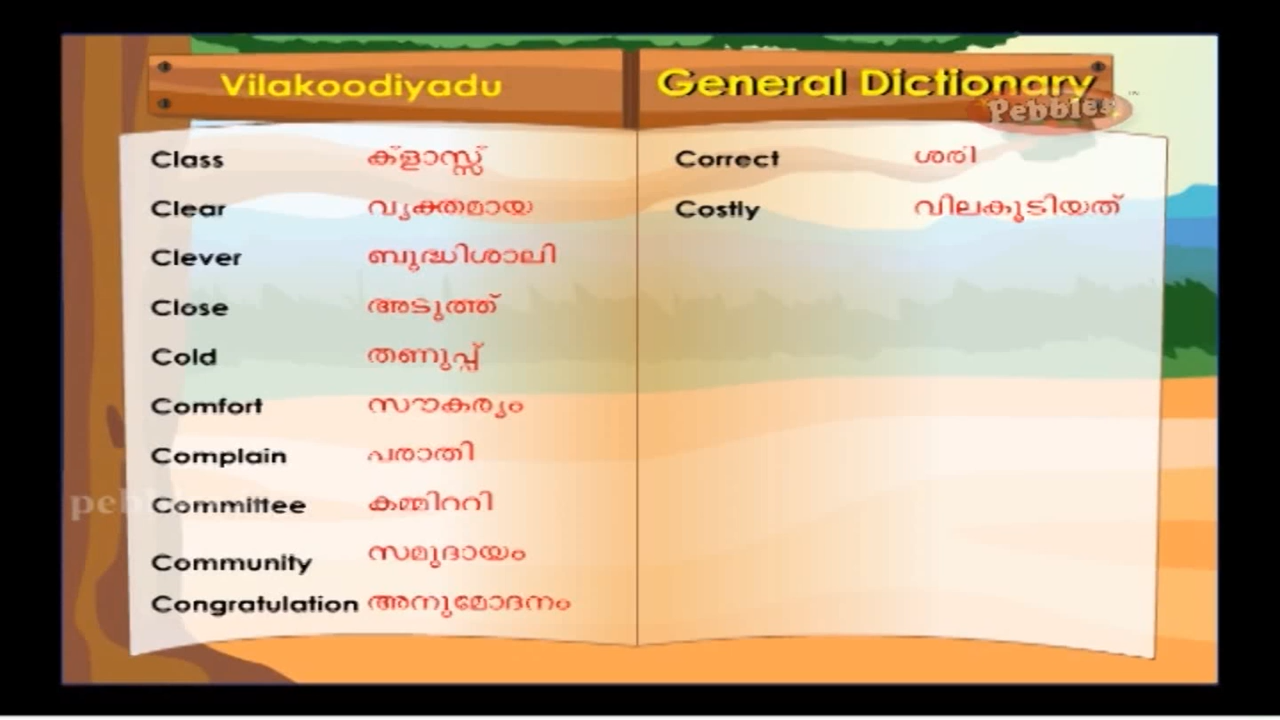 Vilakoodiyadu
General Dictionary
Pebbles™
Class ക്ളാസ്സ്
Clear വ്യക്തമായ
Clever ബുദ്ധിശാലി
Close അടുത്ത്
Cold തണുപ്പ്
Comfort സൗകര്യം
Complain പരാതി
Committee കമ്മിററി
Community സമുദായം
Congratulation അനുമോദനം
Correct ശരി
Costly വിലകൂടിയത്